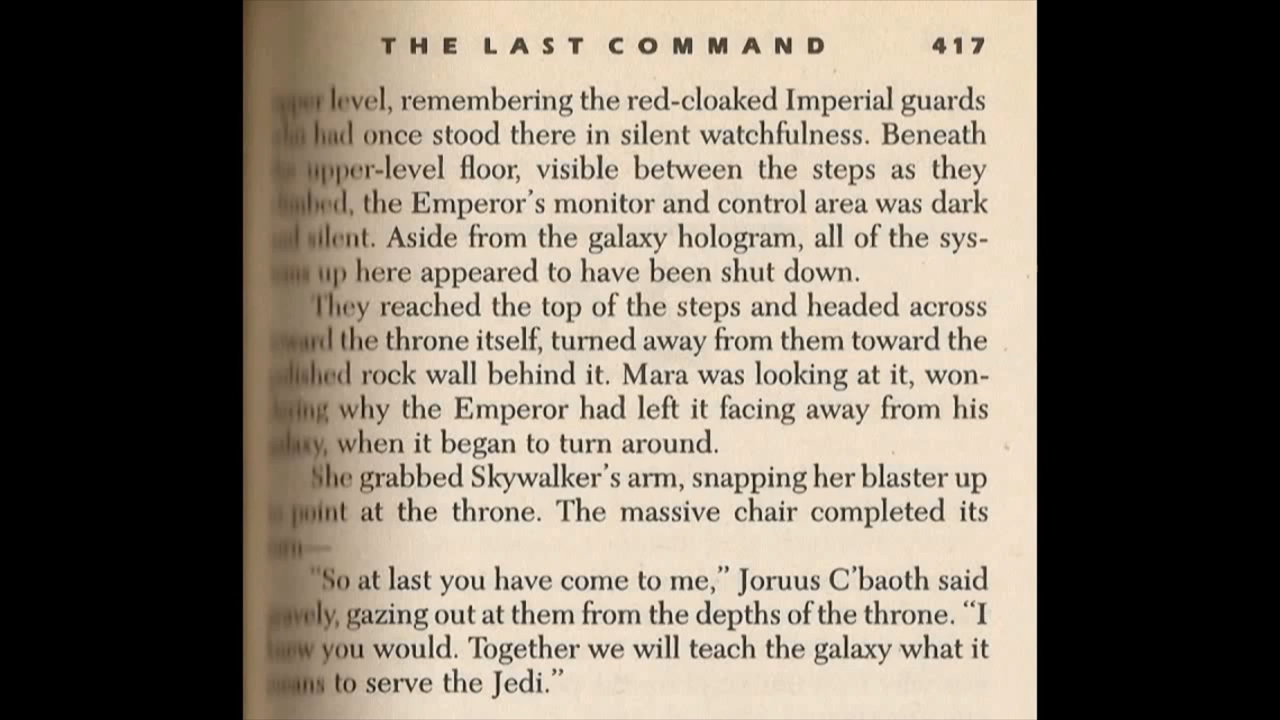 THE LAST COMMAND 417
level, remembering the red-cloaked Imperial guards
had once stood there in silent watchfulness. Beneath
upper-level floor, visible between the steps as they
the Emperor's monitor and control area was dark
silent. Aside from the galaxy hologram, all of the sys-
up here appeared to have been shut down.
They reached the top of the steps and headed across
the throne itself, turned away from them toward the
rock wall behind it. Mara was looking at it, won-
why the Emperor had left it facing away from his
when it began to turn around.
She grabbed Skywalker's arm, snapping her blaster up
point at the throne. The massive chair completed its
"So at last you have come to me," Joruus C'baoth said
gazing out at them from the depths of the throne. "I
you would. Together we will teach the galaxy what it
to serve the Jedi."